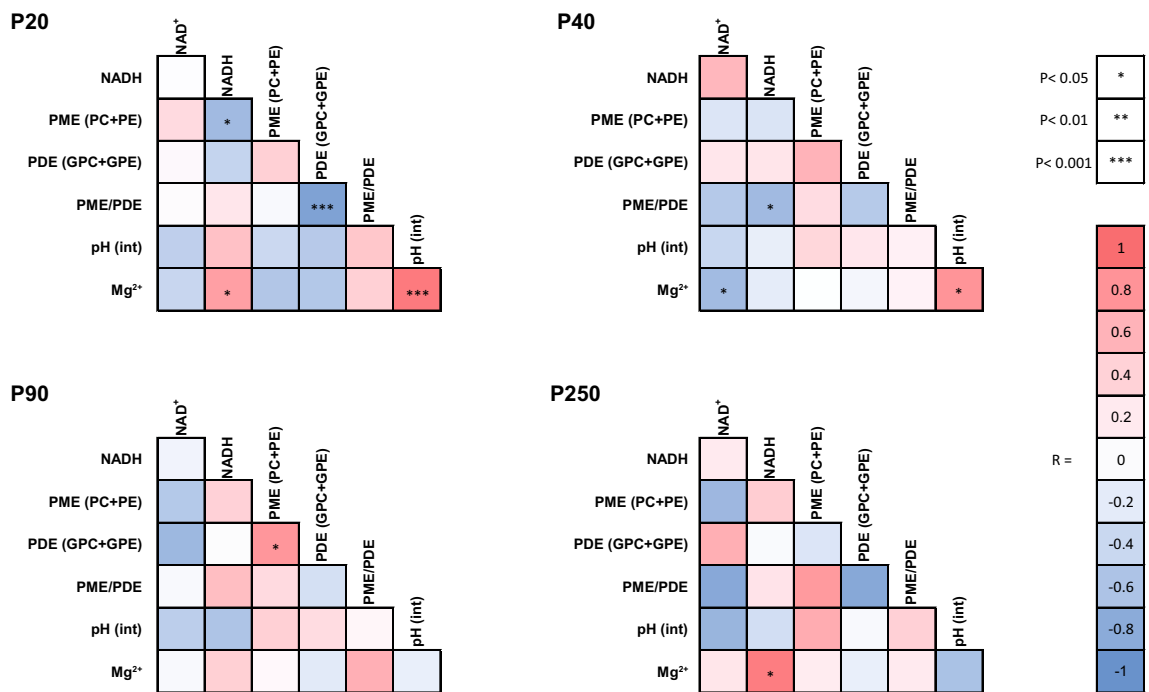 P20
NAD⁺
NADH
NADH
PME (PC+PE)
*
PME (PC+PE)
PDE (GPC+GPE)
PDE (GPC+GPE)
PME/PDE
***
PME/PDE
pH (int)
pH (int)
Mg²⁺
*
***
P40
NAD⁺
NADH
NADH
PME (PC+PE)
PME (PC+PE)
PDE (GPC+GPE)
PDE (GPC+GPE)
PME/PDE
*
PME/PDE
pH (int)
pH (int)
Mg²⁺
*
*
P< 0.05 *
P< 0.01 **
P< 0.001 ***
P90
NAD⁺
NADH
NADH
PME (PC+PE)
PME (PC+PE)
PDE (GPC+GPE)
*
PDE (GPC+GPE)
PME/PDE
PME/PDE
pH (int)
pH (int)
Mg²⁺
P250
NAD⁺
NADH
NADH
PME (PC+PE)
PME (PC+PE)
PDE (GPC+GPE)
PDE (GPC+GPE)
PME/PDE
PME/PDE
pH (int)
pH (int)
Mg²⁺
*
1
0.8
0.6
0.4
0.2
R = 0
-0.2
-0.4
-0.6
-0.8
-1